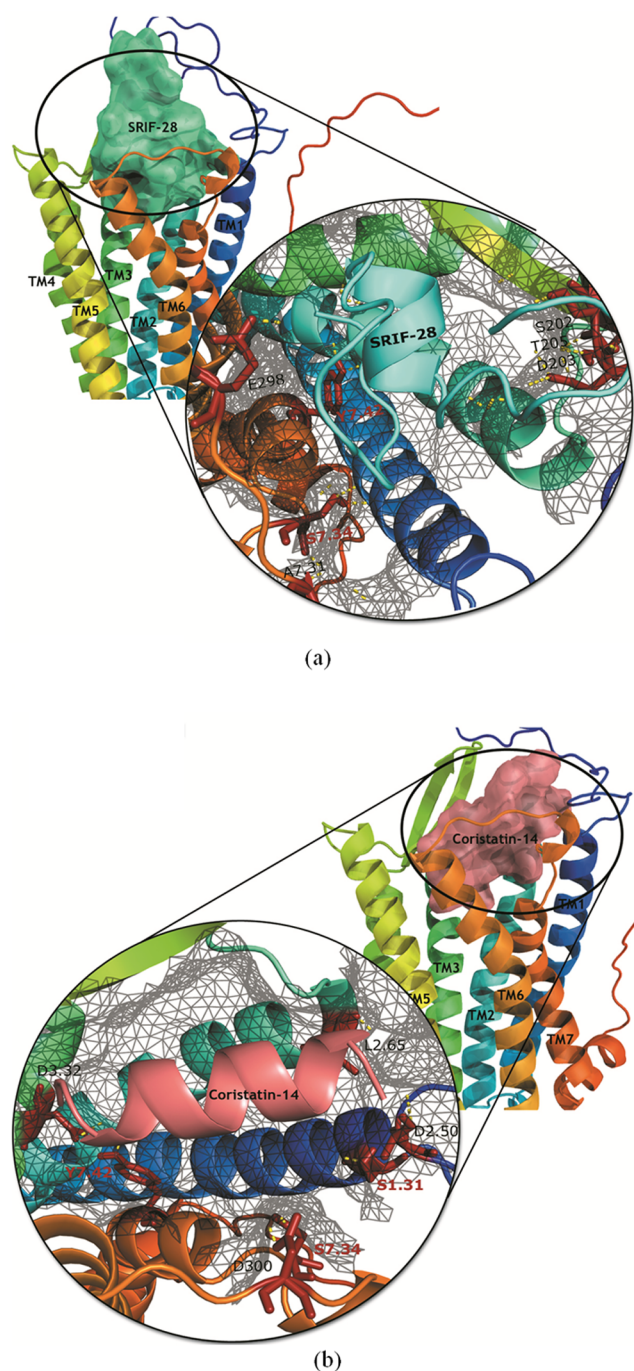 SRIF-28
TM1
TM4
TM3
TM5
TM6
TM2
SRIF-28
S202
T205
D203
E298
Y7.42
S7.34
A7.31
(a)
Coristatin-14
TM1
TM3
TM5
TM6
TM2
TM7
L2.65
D3.32
Coristatin-14
D2.50
Y7.42
S1.31
S7.34
D300
(b)